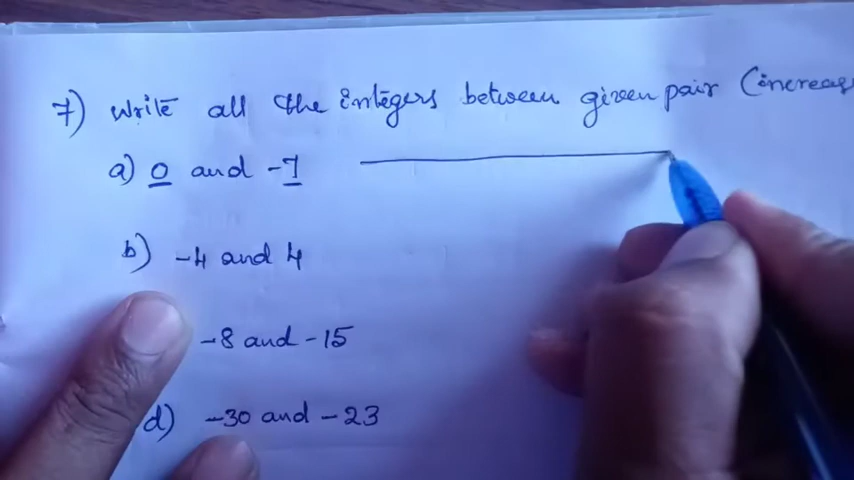 7) Write all the integers between given pair (increas
a) 0 and -7
b) -4 and 4
-8 and -15
d) -30 and -23